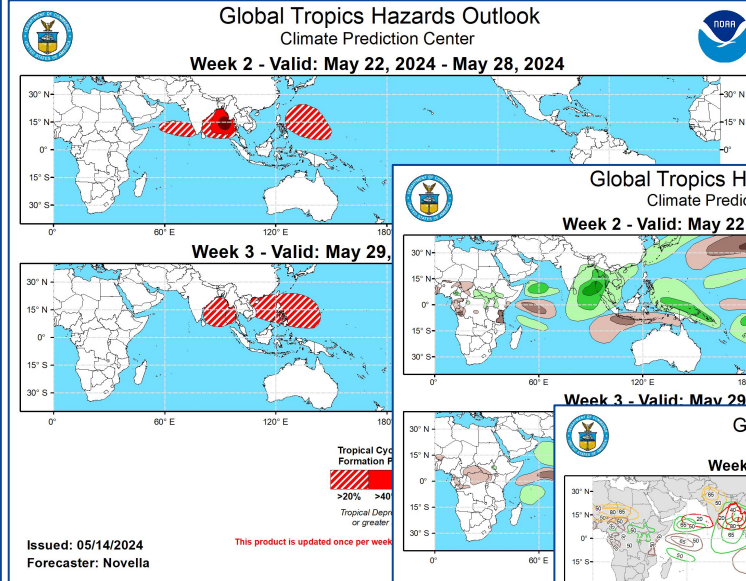 Global Tropics Hazards Outlook
Climate Prediction Center
NOAA
Week 2 - Valid: May 22, 2024 - May 28, 2024
30° N
15° N
0°
15° S
30° S
30° N
15° N
0°
0°
60° E
120° E
180
Week 3 - Valid: May 29,
30° N
15° N
0°
15° S
30° S
0°
60° E
120° E
180
Tropical Cyc
Formation P
>20% >40
Tropical Depr
or greater
This product is updated once per week
Issued: 05/14/2024
Forecaster: Novella
Global Tropics H
Climate Predic
Week 2 - Valid: May 22
30° N
15° N
0°
15° S
30° S
0°
60° E
120° E
18
Week 3 - Valid: May 29
30° N
15° N
0°
15° S
30° S
0°
60° E
G
Week
30° N
15° N
0°
15° S